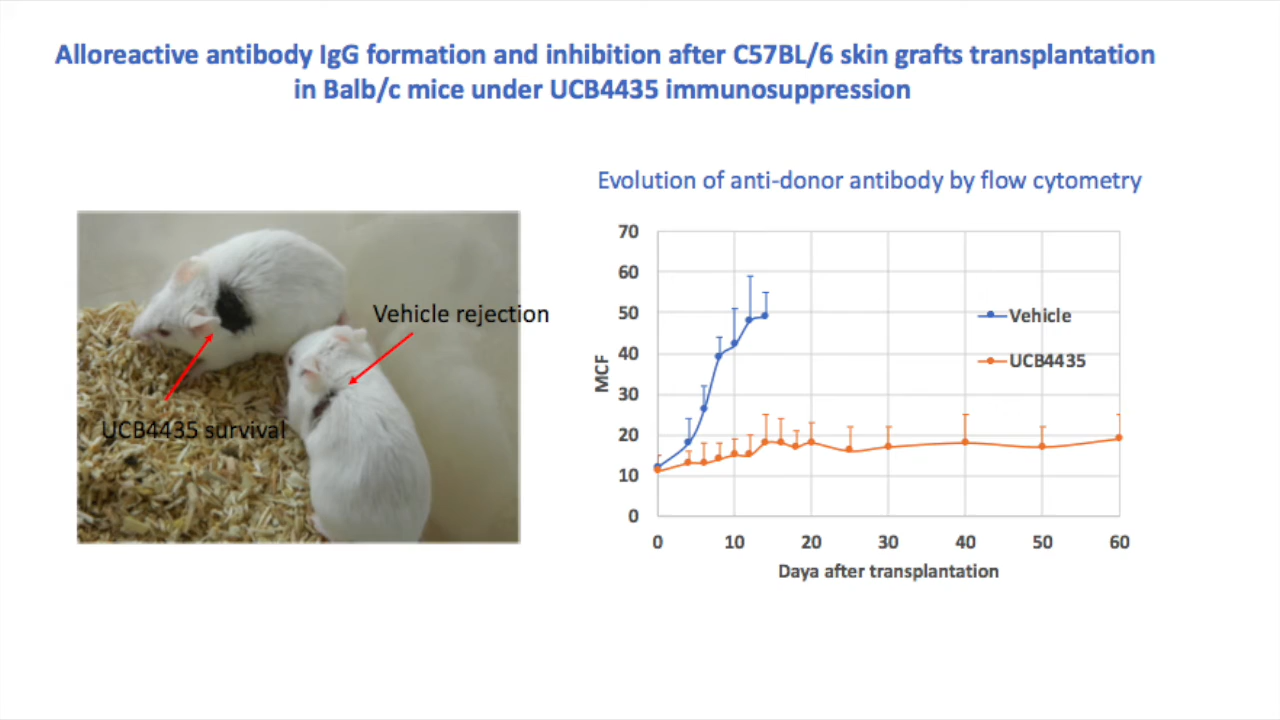 Alloreactive antibody IgG formation and inhibition after C57BL/6 skin grafts transplantation
in Balb/c mice under UCB4435 immunosuppression
Evolution of anti-donor antibody by flow cytometry
Vehicle rejection
UCB4435 survival
70
60
50
40
30
20
10
0
MCF
Vehicle
UCB4435
0 10 20 30 40 50 60
Daya after transplantation